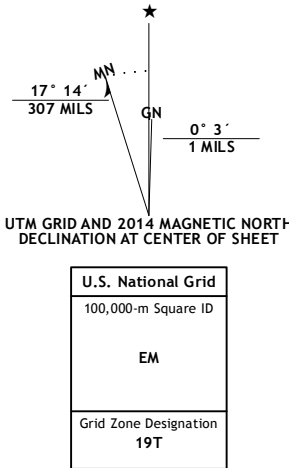 ★
MN
17° 14´
307 MILS
GN
0° 3´
1 MILS
UTM GRID AND 2014 MAGNETIC NORTH
DECLINATION AT CENTER OF SHEET
U.S. National Grid
100,000-m Square ID
EM
Grid Zone Designation
19T